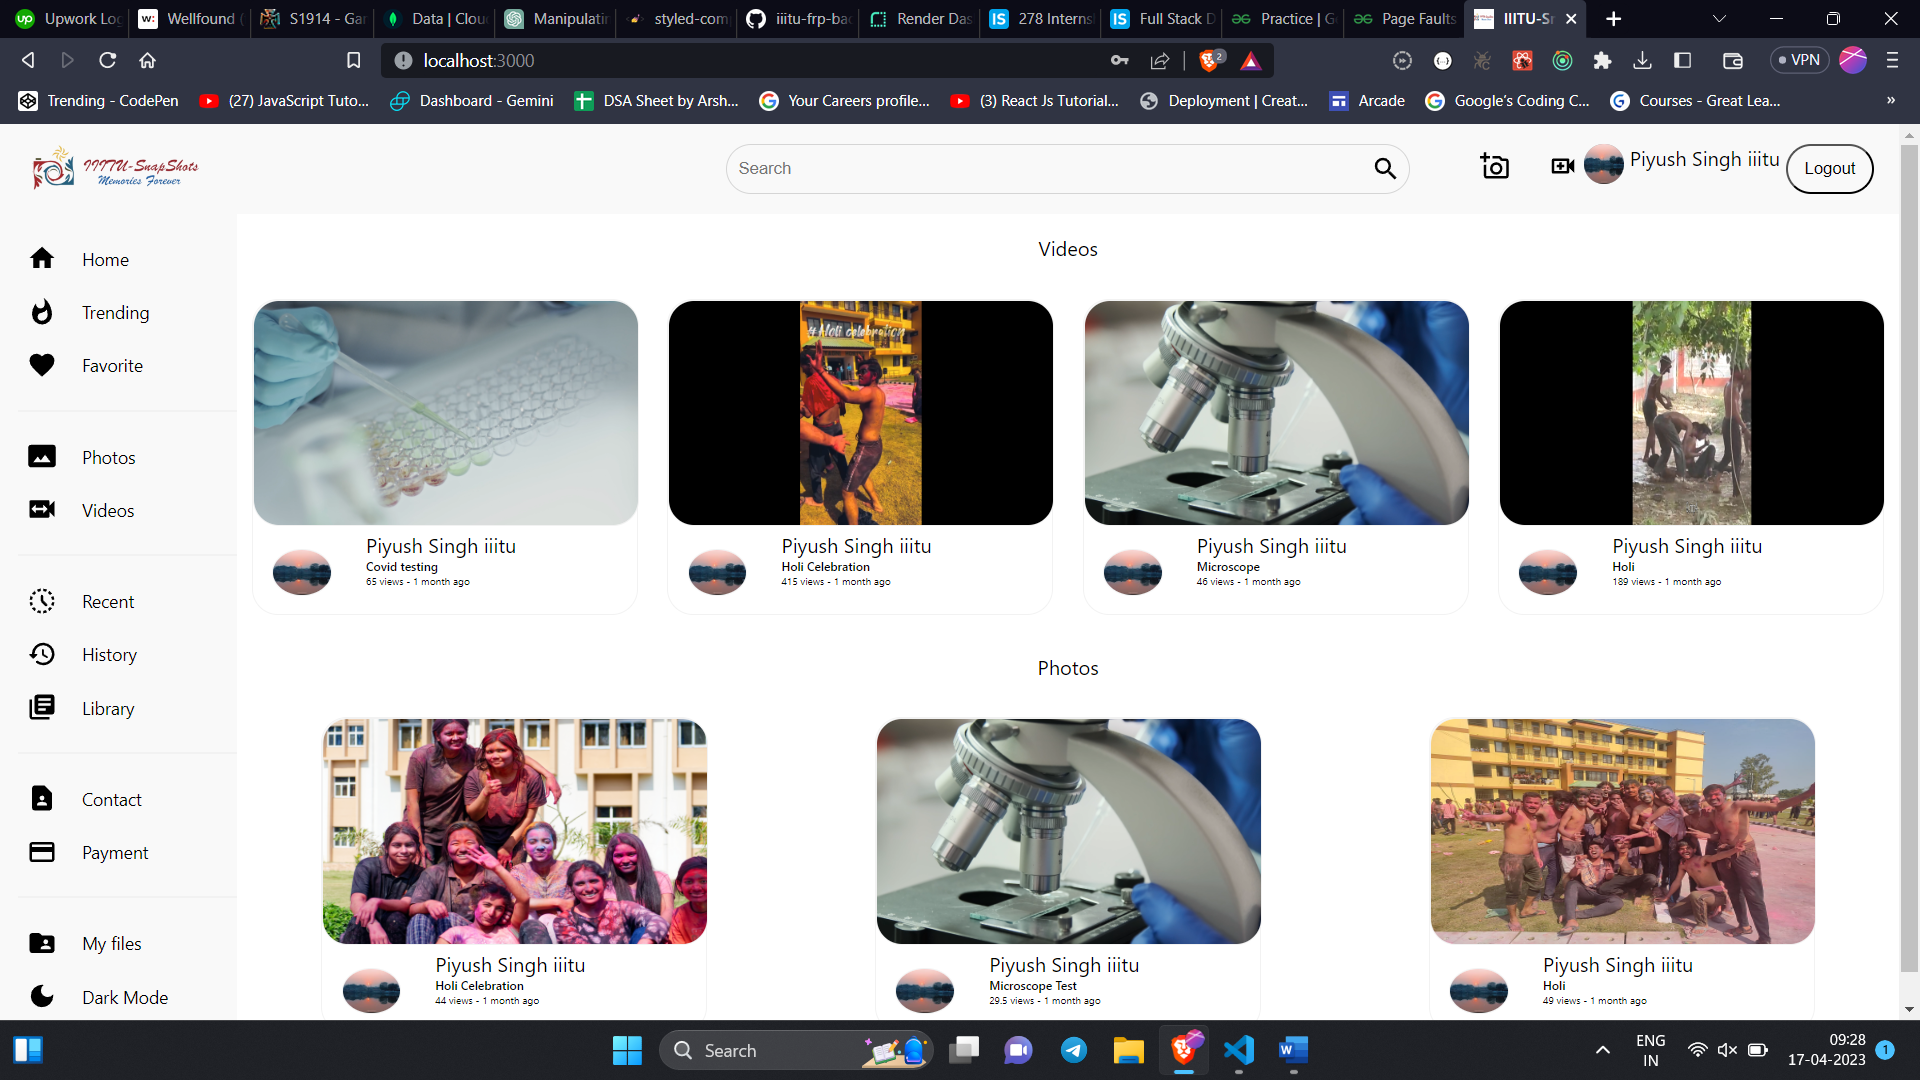 Upwork Lo
Wellfound (
S1914 - Gar
Data | Clou
Manipulatin
styled-com
iiitu-frp-bac
Render Das
278 Interns
Full Stack D
Practice | G
Page Faults
IIITU-Sn
localhost:3000
2
VPN
Trending - CodePen
(27) JavaScript Tuto...
Dashboard - Gemini
DSA Sheet by Arsh...
Your Careers profile...
(3) React Js Tutorial...
Deployment | Creat...
Arcade
Google's Coding C...
Courses - Great Lea...
»
IIITU-SnapShots
Memories Forever
Search
Piyush Singh iiitu
Logout
Home
Trending
Favorite
Photos
Videos
Recent
History
Library
Contact
Payment
My files
Dark Mode
Videos
#Holi celebration
Piyush Singh iiitu
Covid testing
65 views - 1 month ago
Piyush Singh iiitu
Holi Celebration
415 views - 1 month ago
Piyush Singh iiitu
Microscope
46 views - 1 month ago
Piyush Singh iiitu
Holi
189 views - 1 month ago
Photos
Piyush Singh iiitu
Holi Celebration
44 views - 1 month ago
Piyush Singh iiitu
Microscope Test
29.5 views - 1 month ago
Piyush Singh iiitu
Holi
49 views - 1 month ago
Search
ENG
IN
09:28
17-04-2023
1